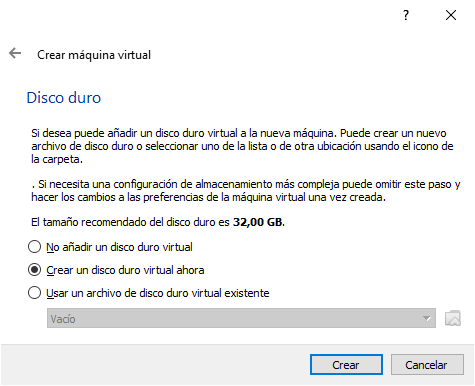 ?
Crear máquina virtual
Disco duro
Si desea puede añadir un disco duro virtual a la nueva máquina. Puede crear un nuevo
archivo de disco duro o seleccionar uno de la lista o de otra ubicación usando el icono de
la carpeta.
. Si necesita una configuración de almacenamiento más compleja puede omitir este paso y
hacer los cambios a las preferencias de la máquina virtual una vez creada.
El tamaño recomendado del disco duro es 32,00 GB.
No añadir un disco duro virtual
Crear un disco duro virtual ahora
Usar un archivo de disco duro virtual existente
Vacío
Crear
Cancelar